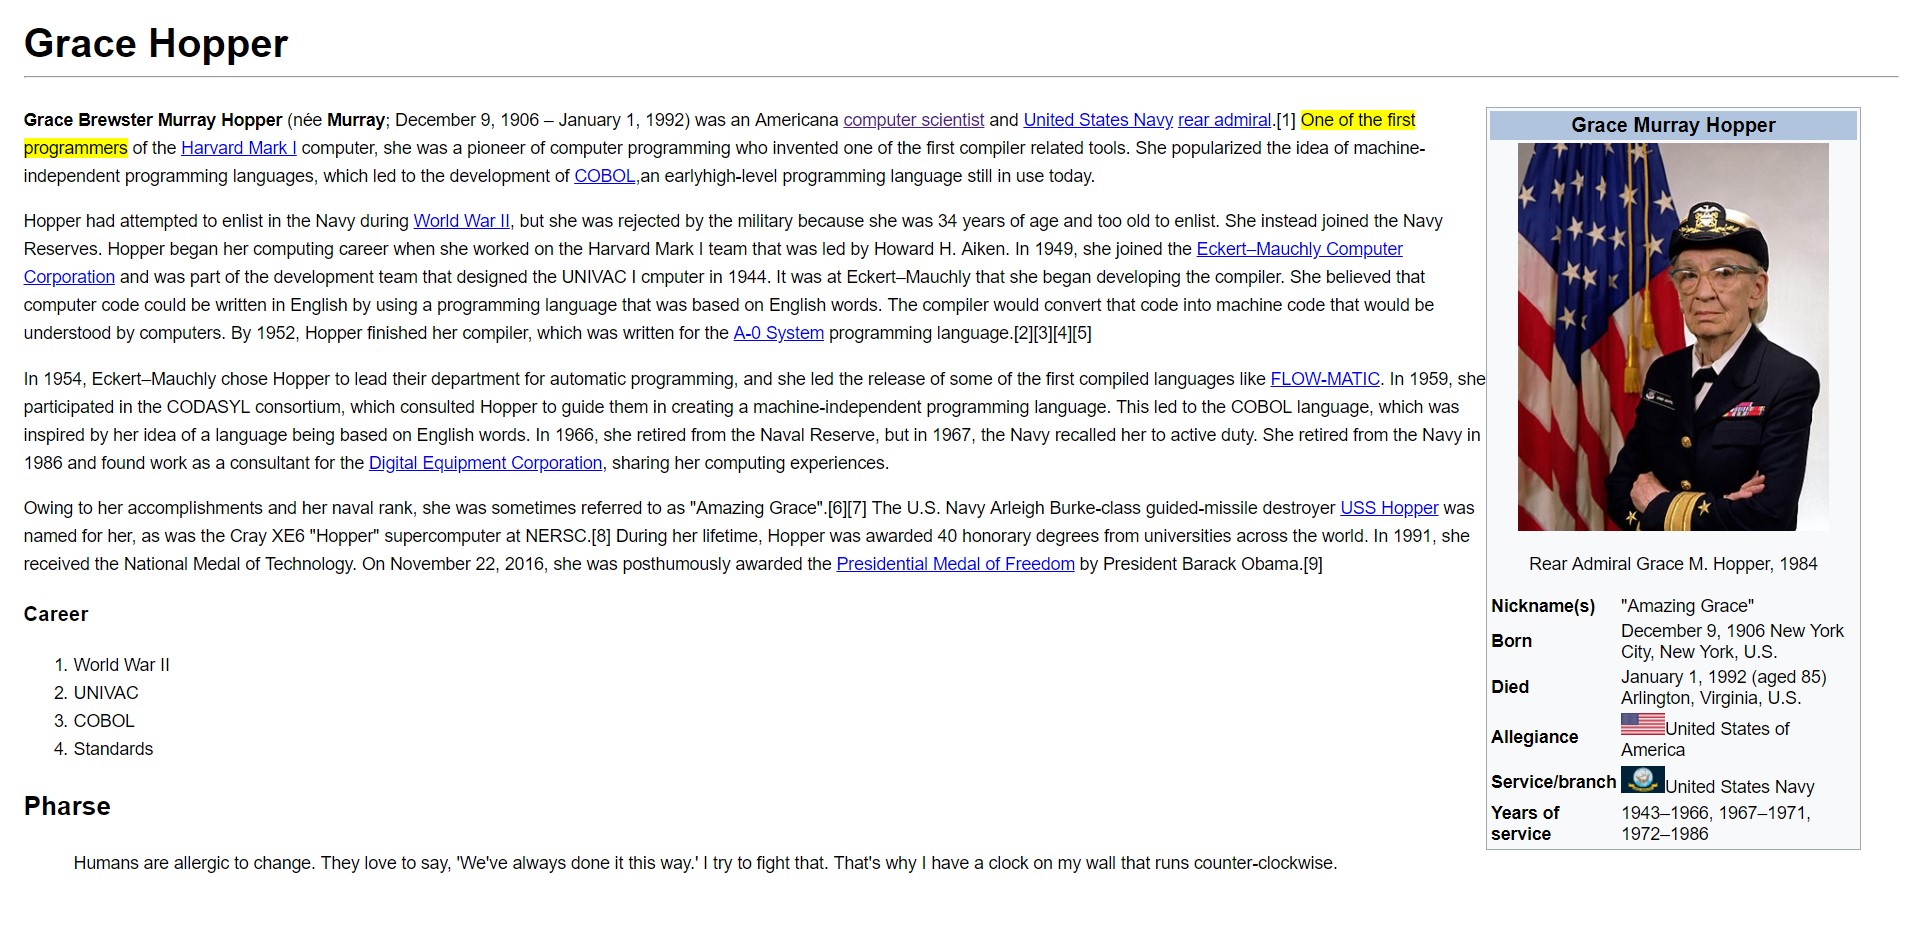 Grace Hopper
Grace Brewster Murray Hopper (née Murray; December 9, 1906 – January 1, 1992) was an Americana computer scientist and United States Navy rear admiral.[1] One of the first
programmers of the Harvard Mark I computer, she was a pioneer of computer programming who invented one of the first compiler related tools. She popularized the idea of machine-
independent programming languages, which led to the development of COBOL,an earlyhigh-level programming language still in use today.
Hopper had attempted to enlist in the Navy during World War II, but she was rejected by the military because she was 34 years of age and too old to enlist. She instead joined the Navy
Reserves. Hopper began her computing career when she worked on the Harvard Mark I team that was led by Howard H. Aiken. In 1949, she joined the Eckert–Mauchly Computer
Corporation and was part of the development team that designed the UNIVAC I cmputer in 1944. It was at Eckert–Mauchly that she began developing the compiler. She believed that
computer code could be written in English by using a programming language that was based on English words. The compiler would convert that code into machine code that would be
understood by computers. By 1952, Hopper finished her compiler, which was written for the A-0 System programming language.[2][3][4][5]
In 1954, Eckert–Mauchly chose Hopper to lead their department for automatic programming, and she led the release of some of the first compiled languages like FLOW-MATIC. In 1959, she
participated in the CODASYL consortium, which consulted Hopper to guide them in creating a machine-independent programming language. This led to the COBOL language, which was
inspired by her idea of a language being based on English words. In 1966, she retired from the Naval Reserve, but in 1967, the Navy recalled her to active duty. She retired from the Navy in
1986 and found work as a consultant for the Digital Equipment Corporation, sharing her computing experiences.
Owing to her accomplishments and her naval rank, she was sometimes referred to as "Amazing Grace".[6][7] The U.S. Navy Arleigh Burke-class guided-missile destroyer USS Hopper was
named for her, as was the Cray XE6 "Hopper" supercomputer at NERSC.[8] During her lifetime, Hopper was awarded 40 honorary degrees from universities across the world. In 1991, she
received the National Medal of Technology. On November 22, 2016, she was posthumously awarded the Presidential Medal of Freedom by President Barack Obama.[9]
Career
1. World War II
2. UNIVAC
3. COBOL
4. Standards
Pharse
Humans are allergic to change. They love to say, 'We've always done it this way.' I try to fight that. That's why I have a clock on my wall that runs counter-clockwise.
Grace Murray Hopper
Rear Admiral Grace M. Hopper, 1984
Nickname(s) "Amazing Grace"
Born December 9, 1906 New York
City, New York, U.S.
Died January 1, 1992 (aged 85)
Arlington, Virginia, U.S.
Allegiance United States of
America
Service/branch United States Navy
Years of 1943–1966, 1967–1971,
service 1972–1986